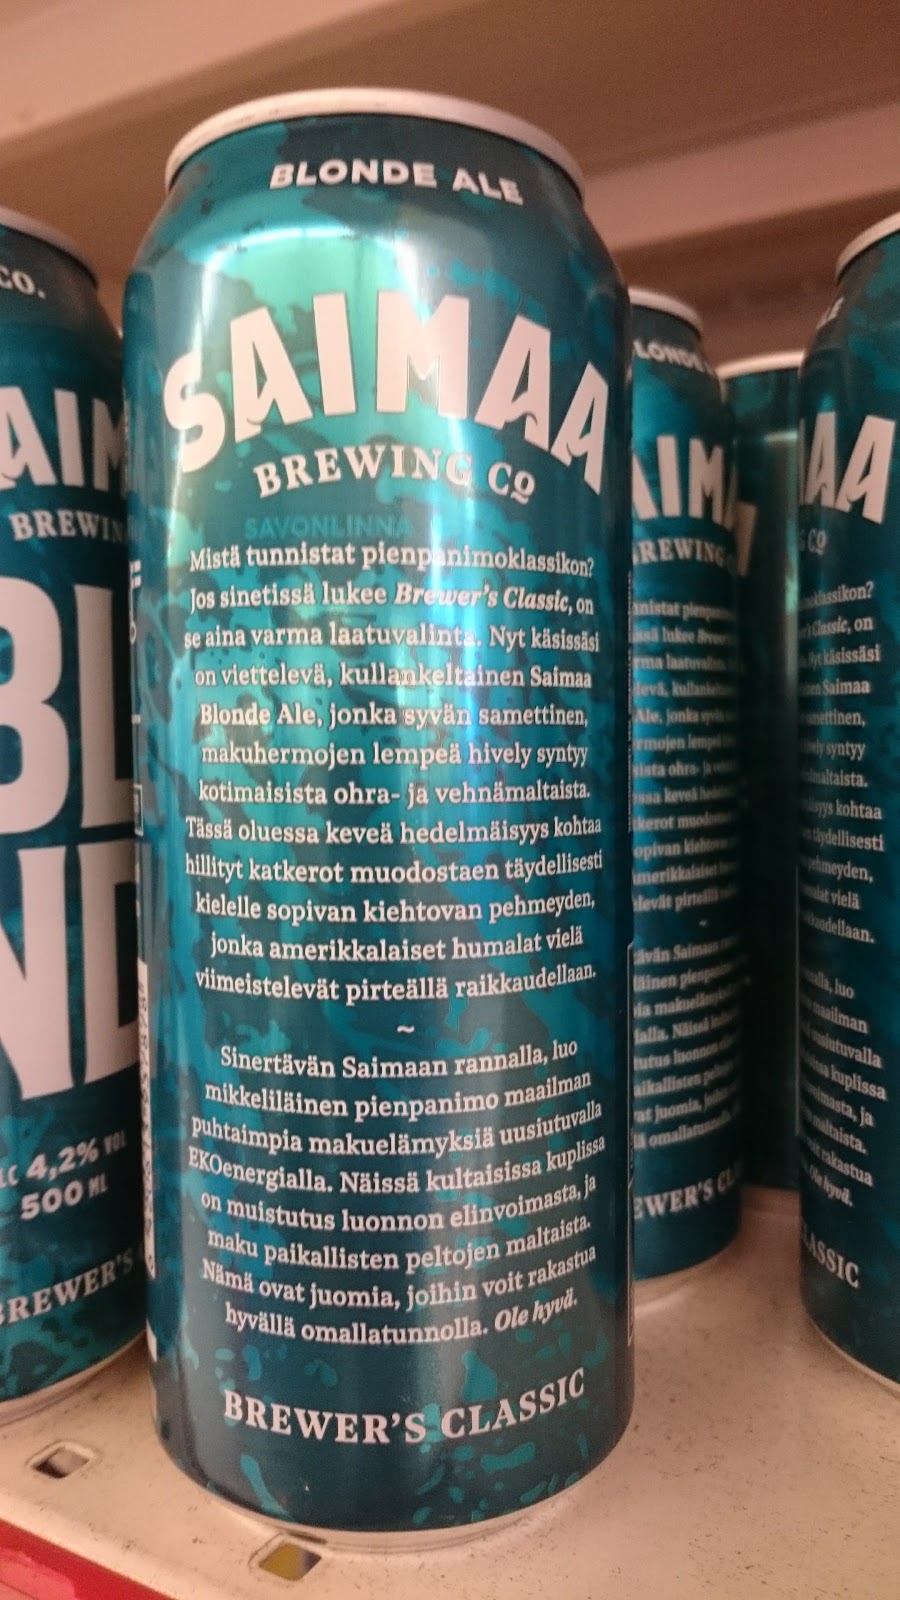 BLONDE ALE
SAIMAA
BREWING Co
SAVONLINNA
Mistä tunnistat pienpanimoklassikon?
Jos sinetissä lukee Brewer's Classic, on
se aina varma laatuvalinta. Nyt käsissäsi
on viettelevä, kullankeltainen Saimaa
Blonde Ale, jonka syvän samettinen,
makuhermojen lempeä hively syntyy
kotimaisista ohra- ja vehnämaltaista.
Tässä oluessa keveä hedelmäisyys kohtaa
hillityt katkerot muodostaen täydellisesti
kielelle sopivan kiehtovan pehmeyden,
jonka amerikkalaiset humalat vielä
viimeistelevät pirteällä raikkaudellaan.
~
Sinertävän Saimaan rannalla, luo
mikkeliläinen pienpanimo maailman
puhtaimpia makuelämyksiä uusiutuvalla
EKOenergialla. Näissä kultaisissa kuplissa
on muistutus luonnon elinvoimasta, ja
maku paikallisten peltojen maltaista.
Nämä ovat juomia, joihin voit rakastua
hyvällä omallatunnolla. Ole hyvä.
BREWER'S CLASSIC
CO.
4,2% VOL
500 ML
BREWER'S